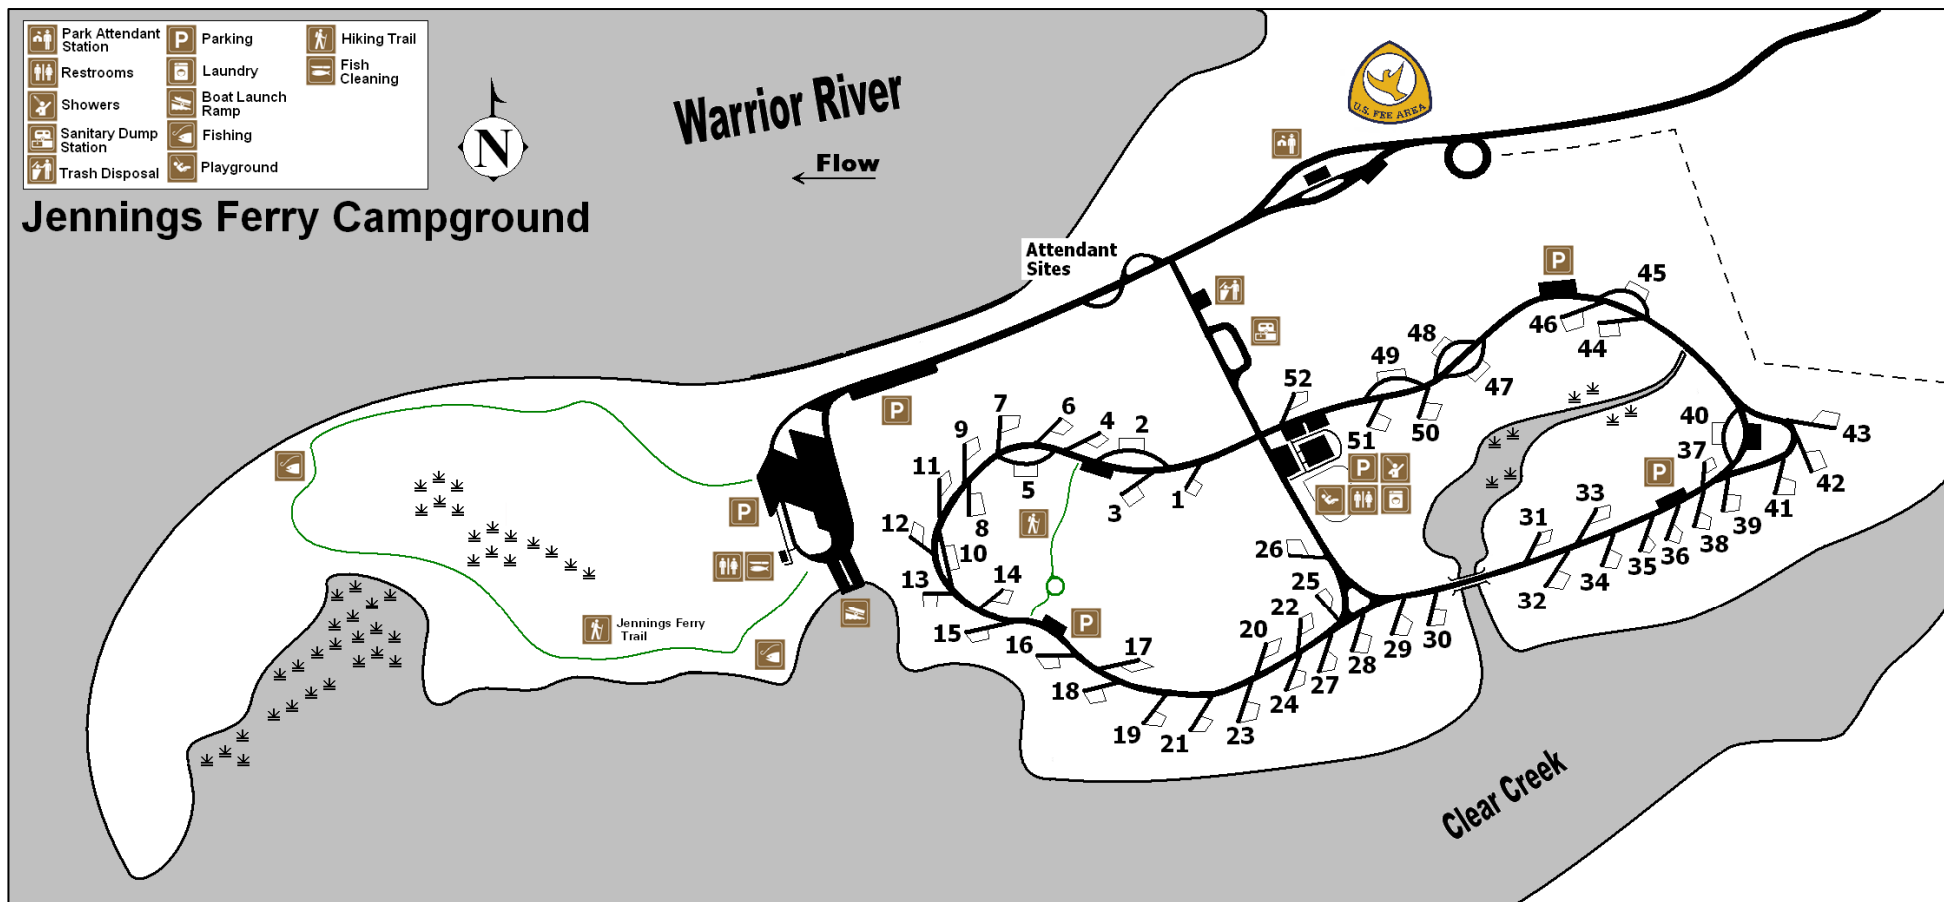 Park Attendant
Station
Restrooms
Showers
Sanitary Dump
Station
Trash Disposal
P
Parking
Laundry
Boat Launch
Ramp
Fishing
Playground
Hiking Trail
Fish
Cleaning
N
Jennings Ferry Campground
Warrior River
Flow
U.S. FEE AREA
Attendant
Sites
P
45
46
44
48
49
47
52
P
7
6
4
2
9
51
50
40
43
37
P
11
5
P
42
3
1
41
39
12
8
33
38
P
31
36
10
26
35
13
14
25
34
32
22
P
15
20
30
Jennings Ferry
Trail
16
17
29
28
27
18
24
19
21
23
Clear Creek